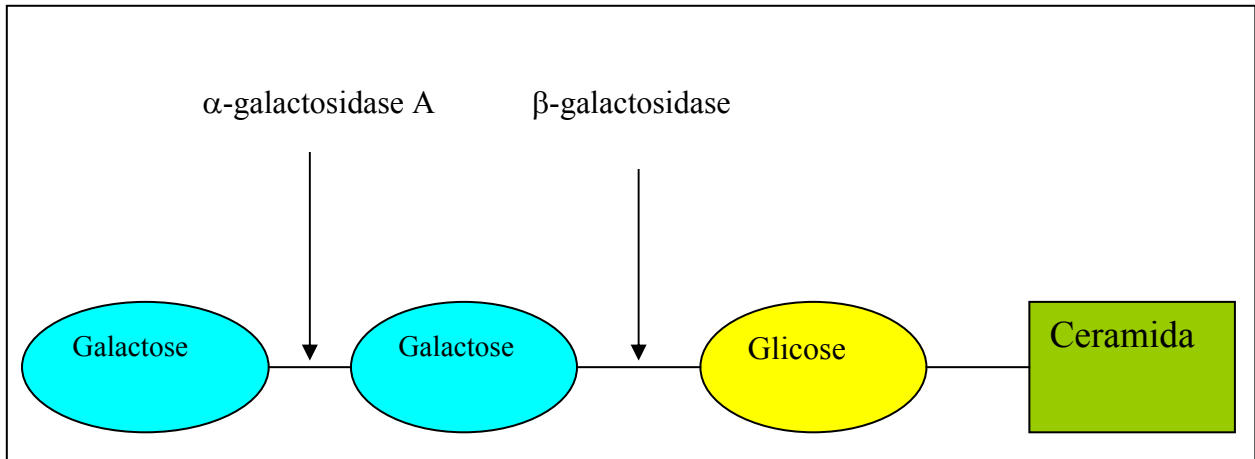 α-galactosidase A
β-galactosidase
Galactose
Galactose
Glicose
Ceramida